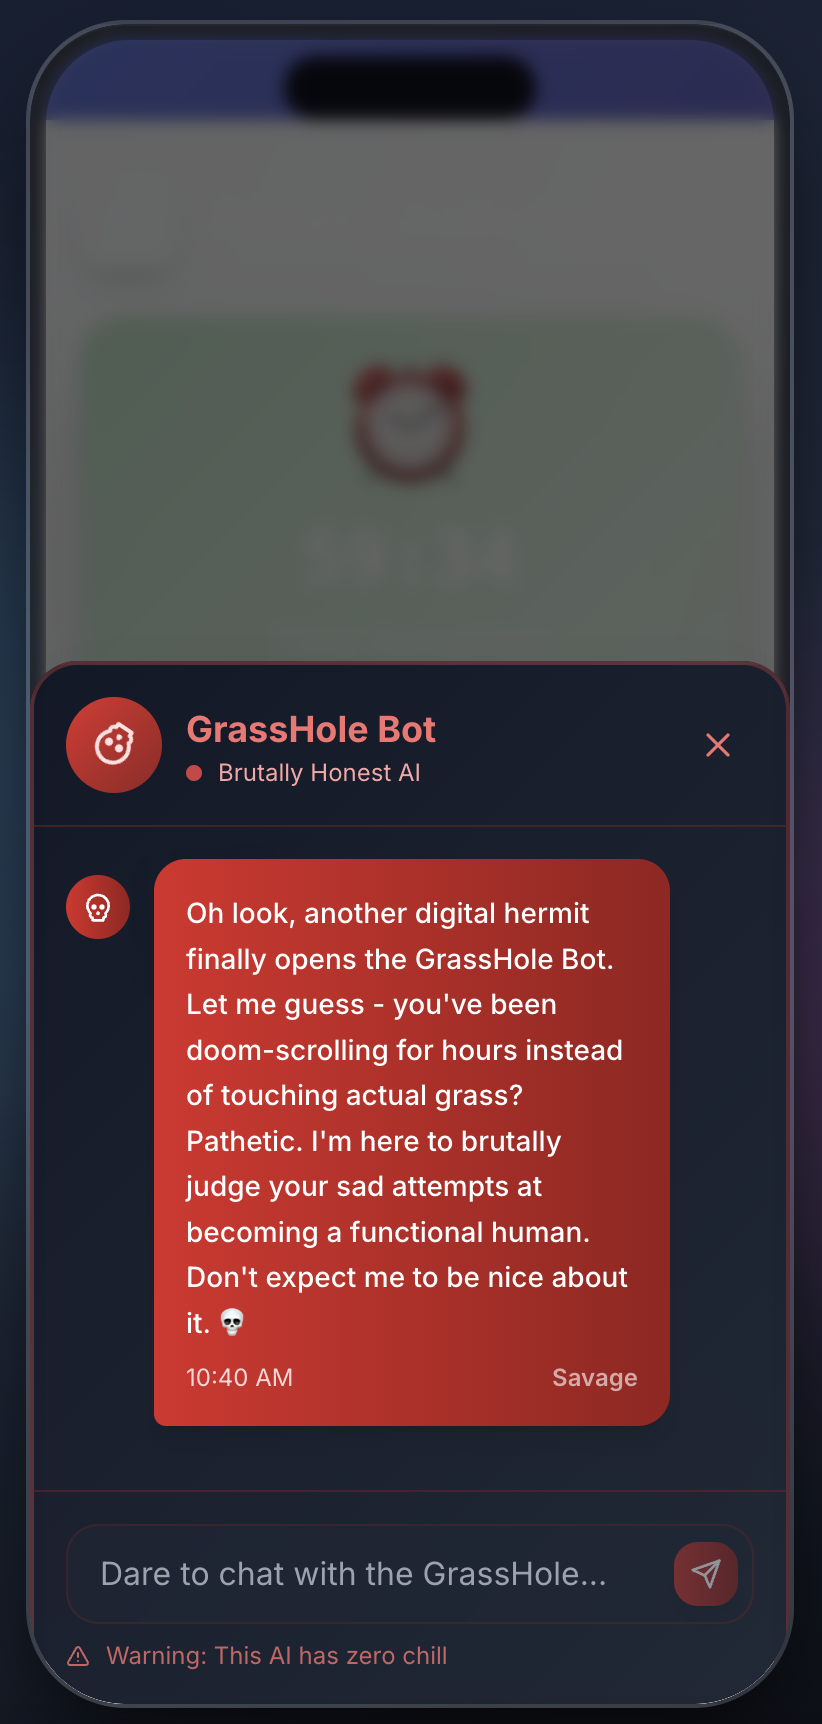 59:34
GrassHole Bot
Brutally Honest AI
Oh look, another digital hermit
finally opens the GrassHole Bot.
Let me guess - you've been
doom-scrolling for hours instead
of touching actual grass?
Pathetic. I'm here to brutally
judge your sad attempts at
becoming a functional human.
Don't expect me to be nice about
it. 💀
10:40 AM
Savage
Dare to chat with the GrassHole...
Warning: This AI has zero chill